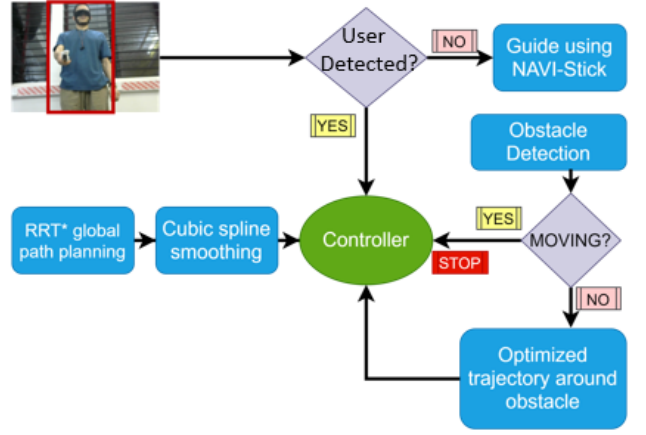 User
Detected?
NO
Guide using
NAVI-Stick
YES
Obstacle
Detection
RRT* global
path planning
Cubic spline
smoothing
Controller
YES
STOP
MOVING?
NO
Optimized
trajectory around
obstacle